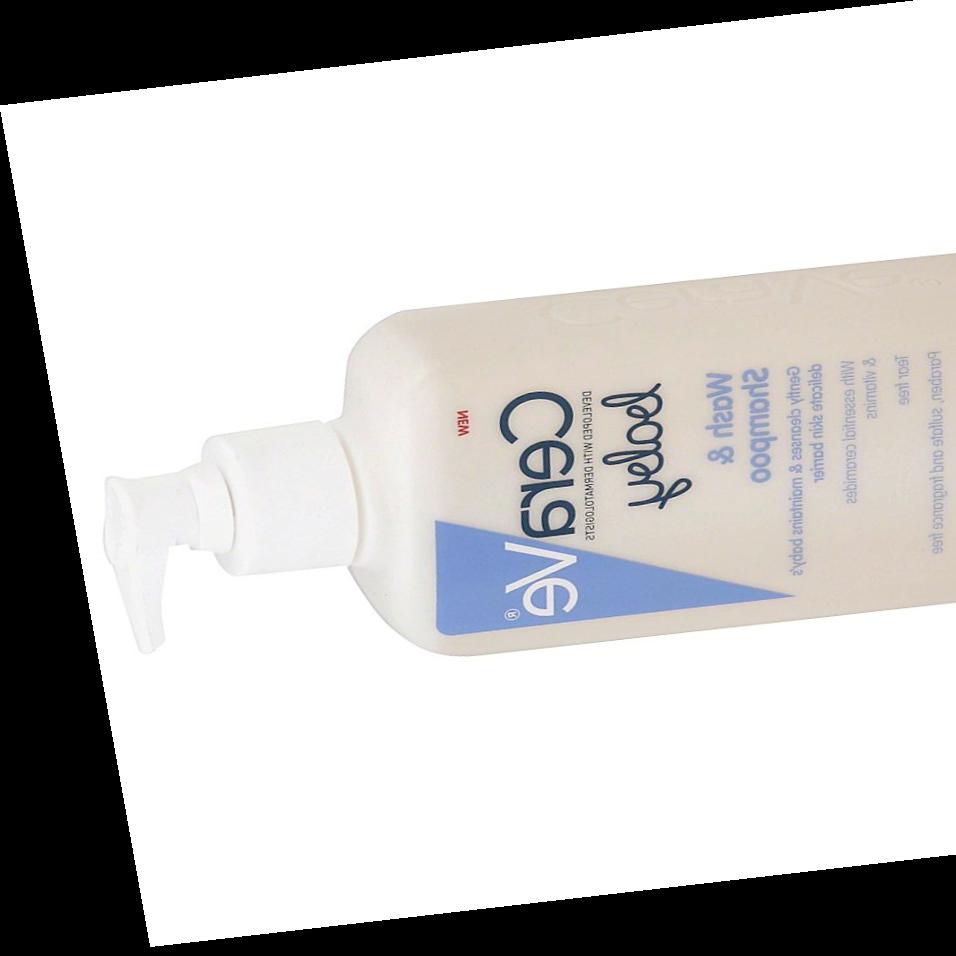 NEW
CeraVe®
DEVELOPED WITH DERMATOLOGISTS
baby
Wash &
Shampoo
Gently cleanses & maintains baby's
delicate skin barrier
With essential ceramides
& vitamins
Tear free
Paraben, sulfate and fragrance free
CeraVe